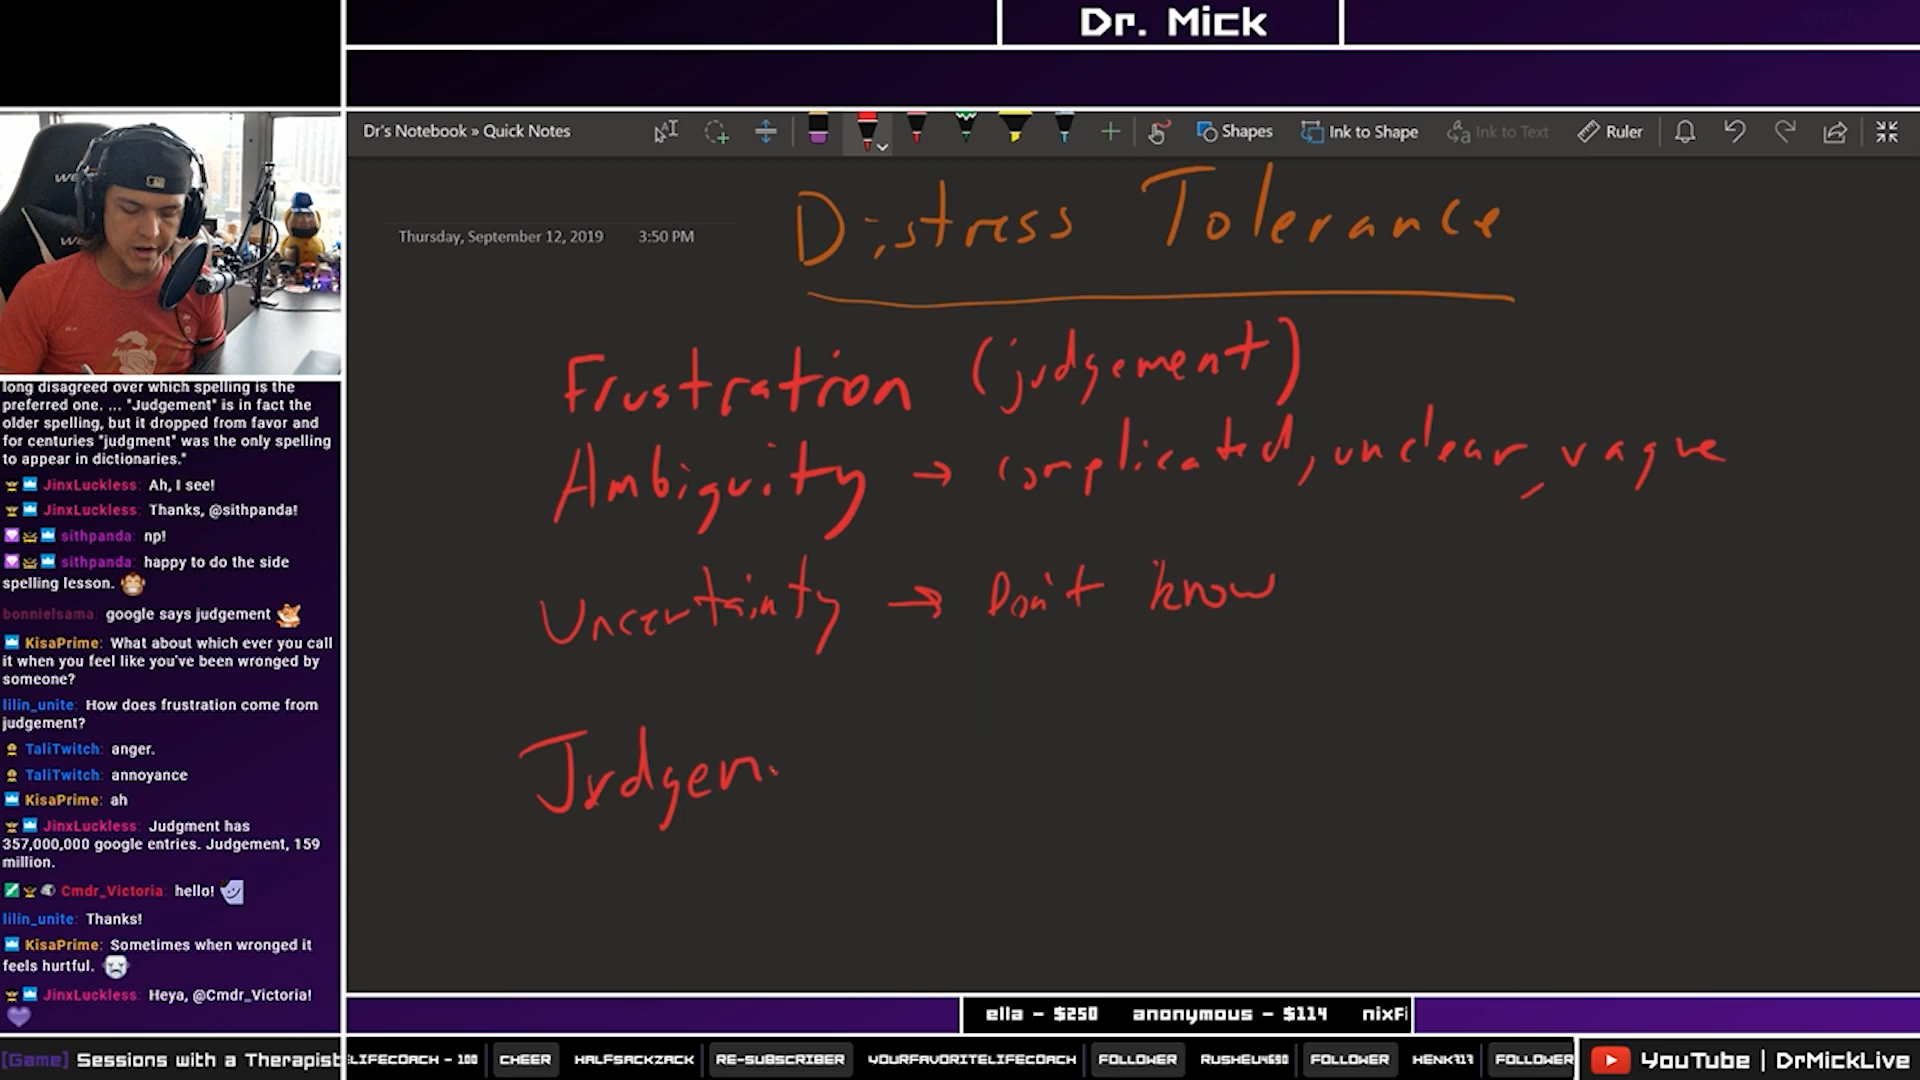 Dr. Mick
Dr's Notebook » Quick Notes
Shapes
Ink to Shape
Ink to Text
Ruler
Thursday, September 12, 2019 3:50 PM
Distress Tolerance
Frustration (judgement)
Ambiguity → complicated, unclear, vague
Uncertainty → Don't know
Judgem
long disagreed over which spelling is the
preferred one. ... "Judgement" is in fact the
older spelling, but it dropped from favor and
for centuries "judgment" was the only spelling
to appear in dictionaries."
JinxLuckless: Ah, I see!
JinxLuckless: Thanks, @sithpanda!
sithpanda: np!
sithpanda: happy to do the side
spelling lesson.
bonnielsama: google says judgement
KisaPrime: What about which ever you call
it when you feel like you've been wronged by
someone?
lilin_unite: How does frustration come from
judgement?
TaliTwitch: anger.
TaliTwitch: annoyance
KisaPrime: ah
JinxLuckless: Judgment has
357,000,000 google entries. Judgement, 159
million.
Cmdr_Victoria: hello!
lilin_unite: Thanks!
KisaPrime: Sometimes when wronged it
feels hurtful.
JinxLuckless: Heya, @Cmdr_Victoria!
ella - $250 anonymous - $114 nixFi
[Game] Sessions with a Therapist
ELIFECOACH - 100 CHEER HALFSACKZACK RE-SUBSCRIBER YOURFAVORITELIFECOACH FOLLOWER RUSHEU4690 FOLLOWER HENK717 FOLLOWER
YouTube | DrMickLive